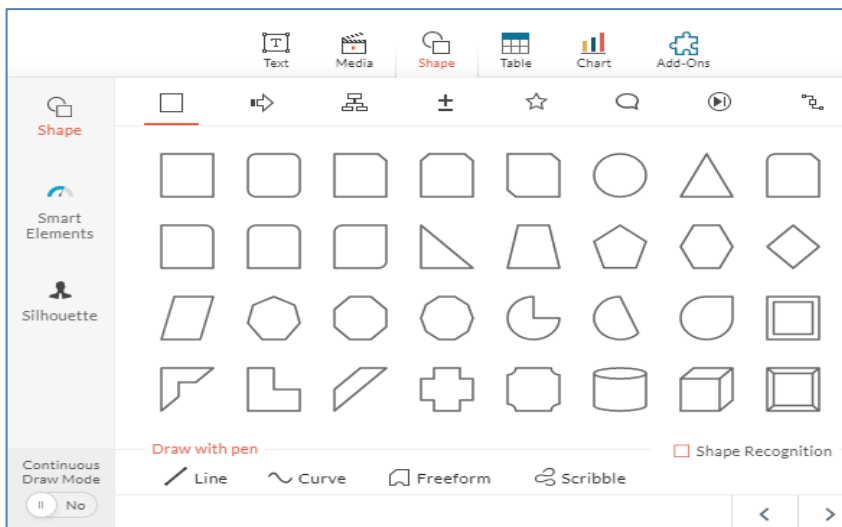 Text
Media
Shape
Table
Chart
Add-Ons
Shape
Smart
Elements
Silhouette
Draw with pen
Shape Recognition
Line
Curve
Freeform
Scribble
Continuous
Draw Mode
No